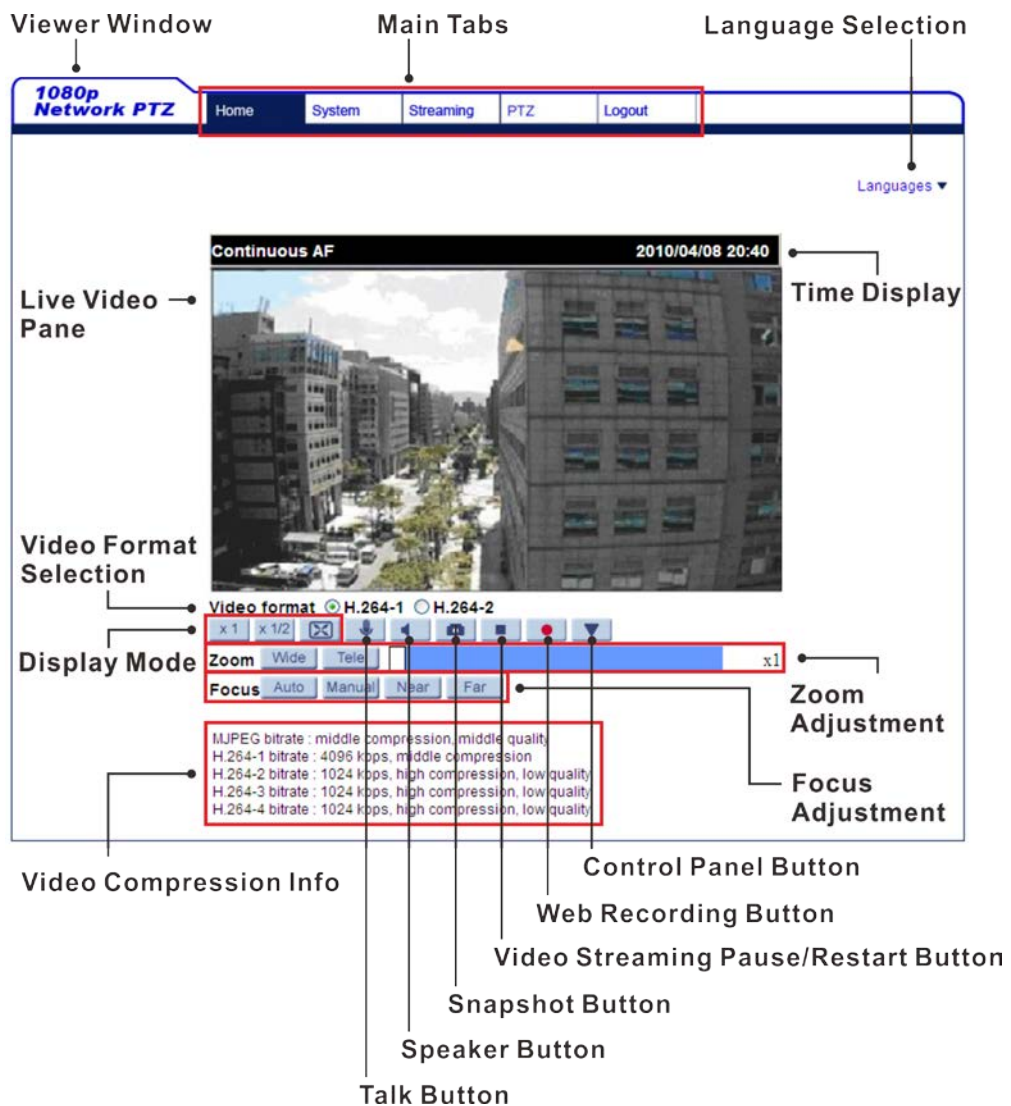 Viewer Window
Main Tabs
Language Selection
1080p
Network PTZ
Home
System
Streaming
PTZ
Logout
Languages ▼
Continuous AF
2010/04/08 20:40
Time Display
Live Video
Pane
Video Format
Selection
Video format H.264-1 H.264-2
x 1
x 1/2
Display Mode
Zoom Wide Tele x1
Zoom
Adjustment
Focus Auto Manual Near Far
MJPEG bitrate : middle compression, middle quality
H.264-1 bitrate : 4096 kbps, middle compression
H.264-2 bitrate : 1024 kbps, high compression, low quality
H.264-3 bitrate : 1024 kbps, high compression, low quality
H.264-4 bitrate : 1024 kbps, high compression, low quality
Focus
Adjustment
Video Compression Info
Control Panel Button
Web Recording Button
Video Streaming Pause/Restart Button
Snapshot Button
Speaker Button
Talk Button